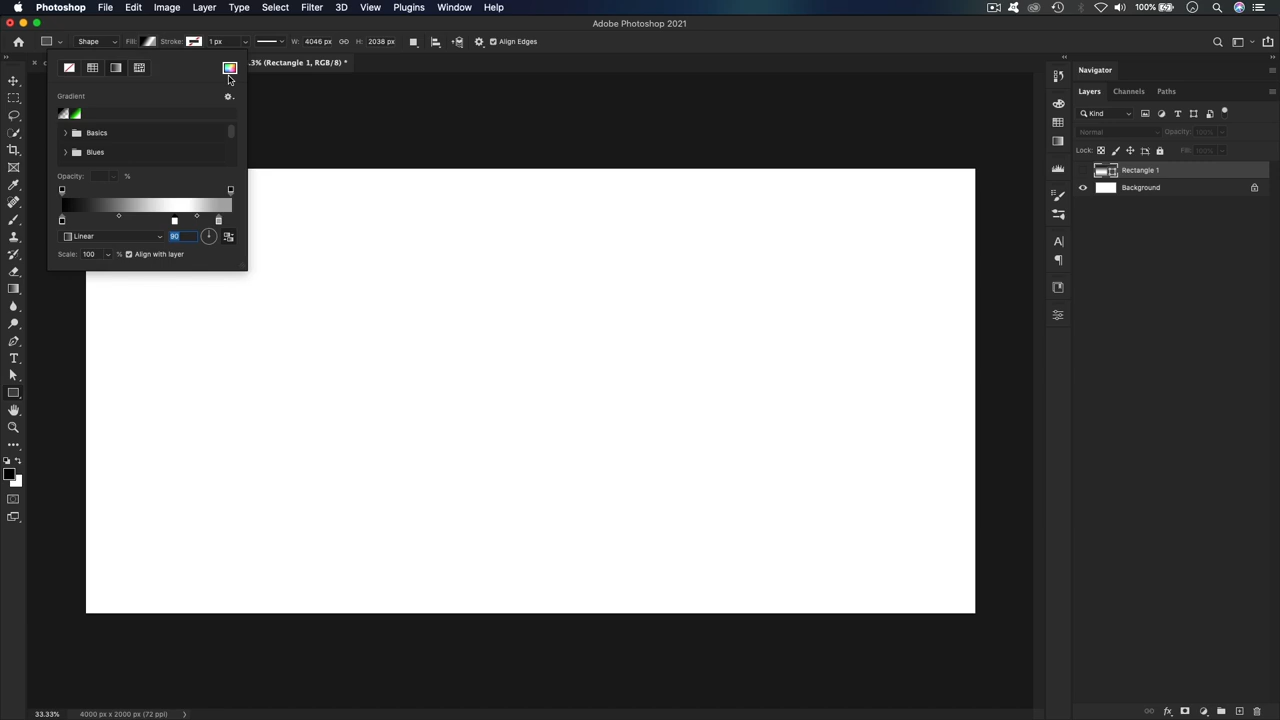 Photoshop File Edit Image Layer Type Select Filter 3D View Plugins Window Help 100%
Adobe Photoshop 2021
Shape Fill: Stroke: 1 px W: 4046 px H: 2038 px Align Edges
.3% (Rectangle 1, RGB/8) *
Navigator
Gradient
Layers Channels Paths
Kind
Basics
Normal Opacity: 100%
Blues
Lock: Fill: 100%
Opacity: %
Rectangle 1
Background
Linear 90
Scale: 100 % Align with layer
33.33% 4000 px x 2000 px (72 ppi)